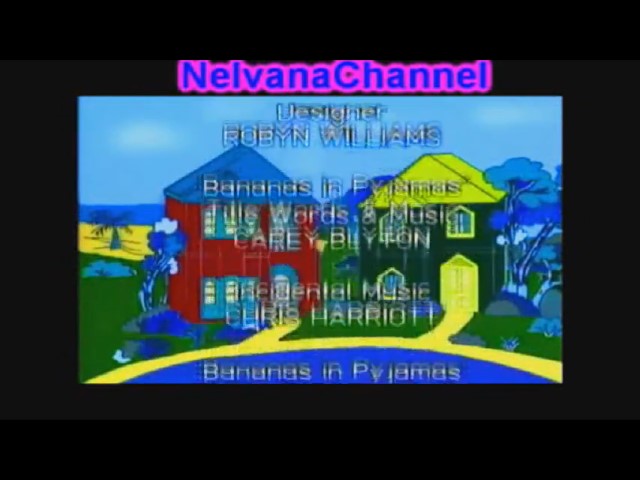 NelvanaChannel
Designer
ROBYN WILLIAMS
Bananas in Pyjamas
Title Words & Music
CAREY BLYTON
Incidental Music
CHRIS HARRIOTT
Bananas in Pyjamas